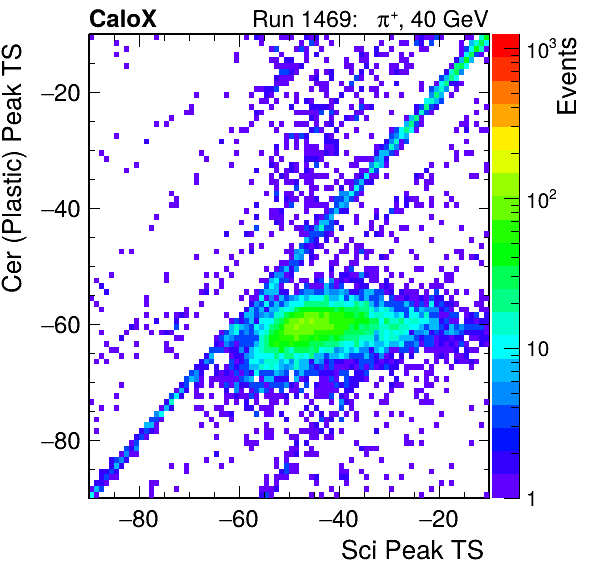 CaloX Run 1469: π⁺, 40 GeV
Cer (Plastic) Peak TS
−20
−40
−60
−80
−80 −60 −40 −20
Sci Peak TS
Events
10³
10²
10
1